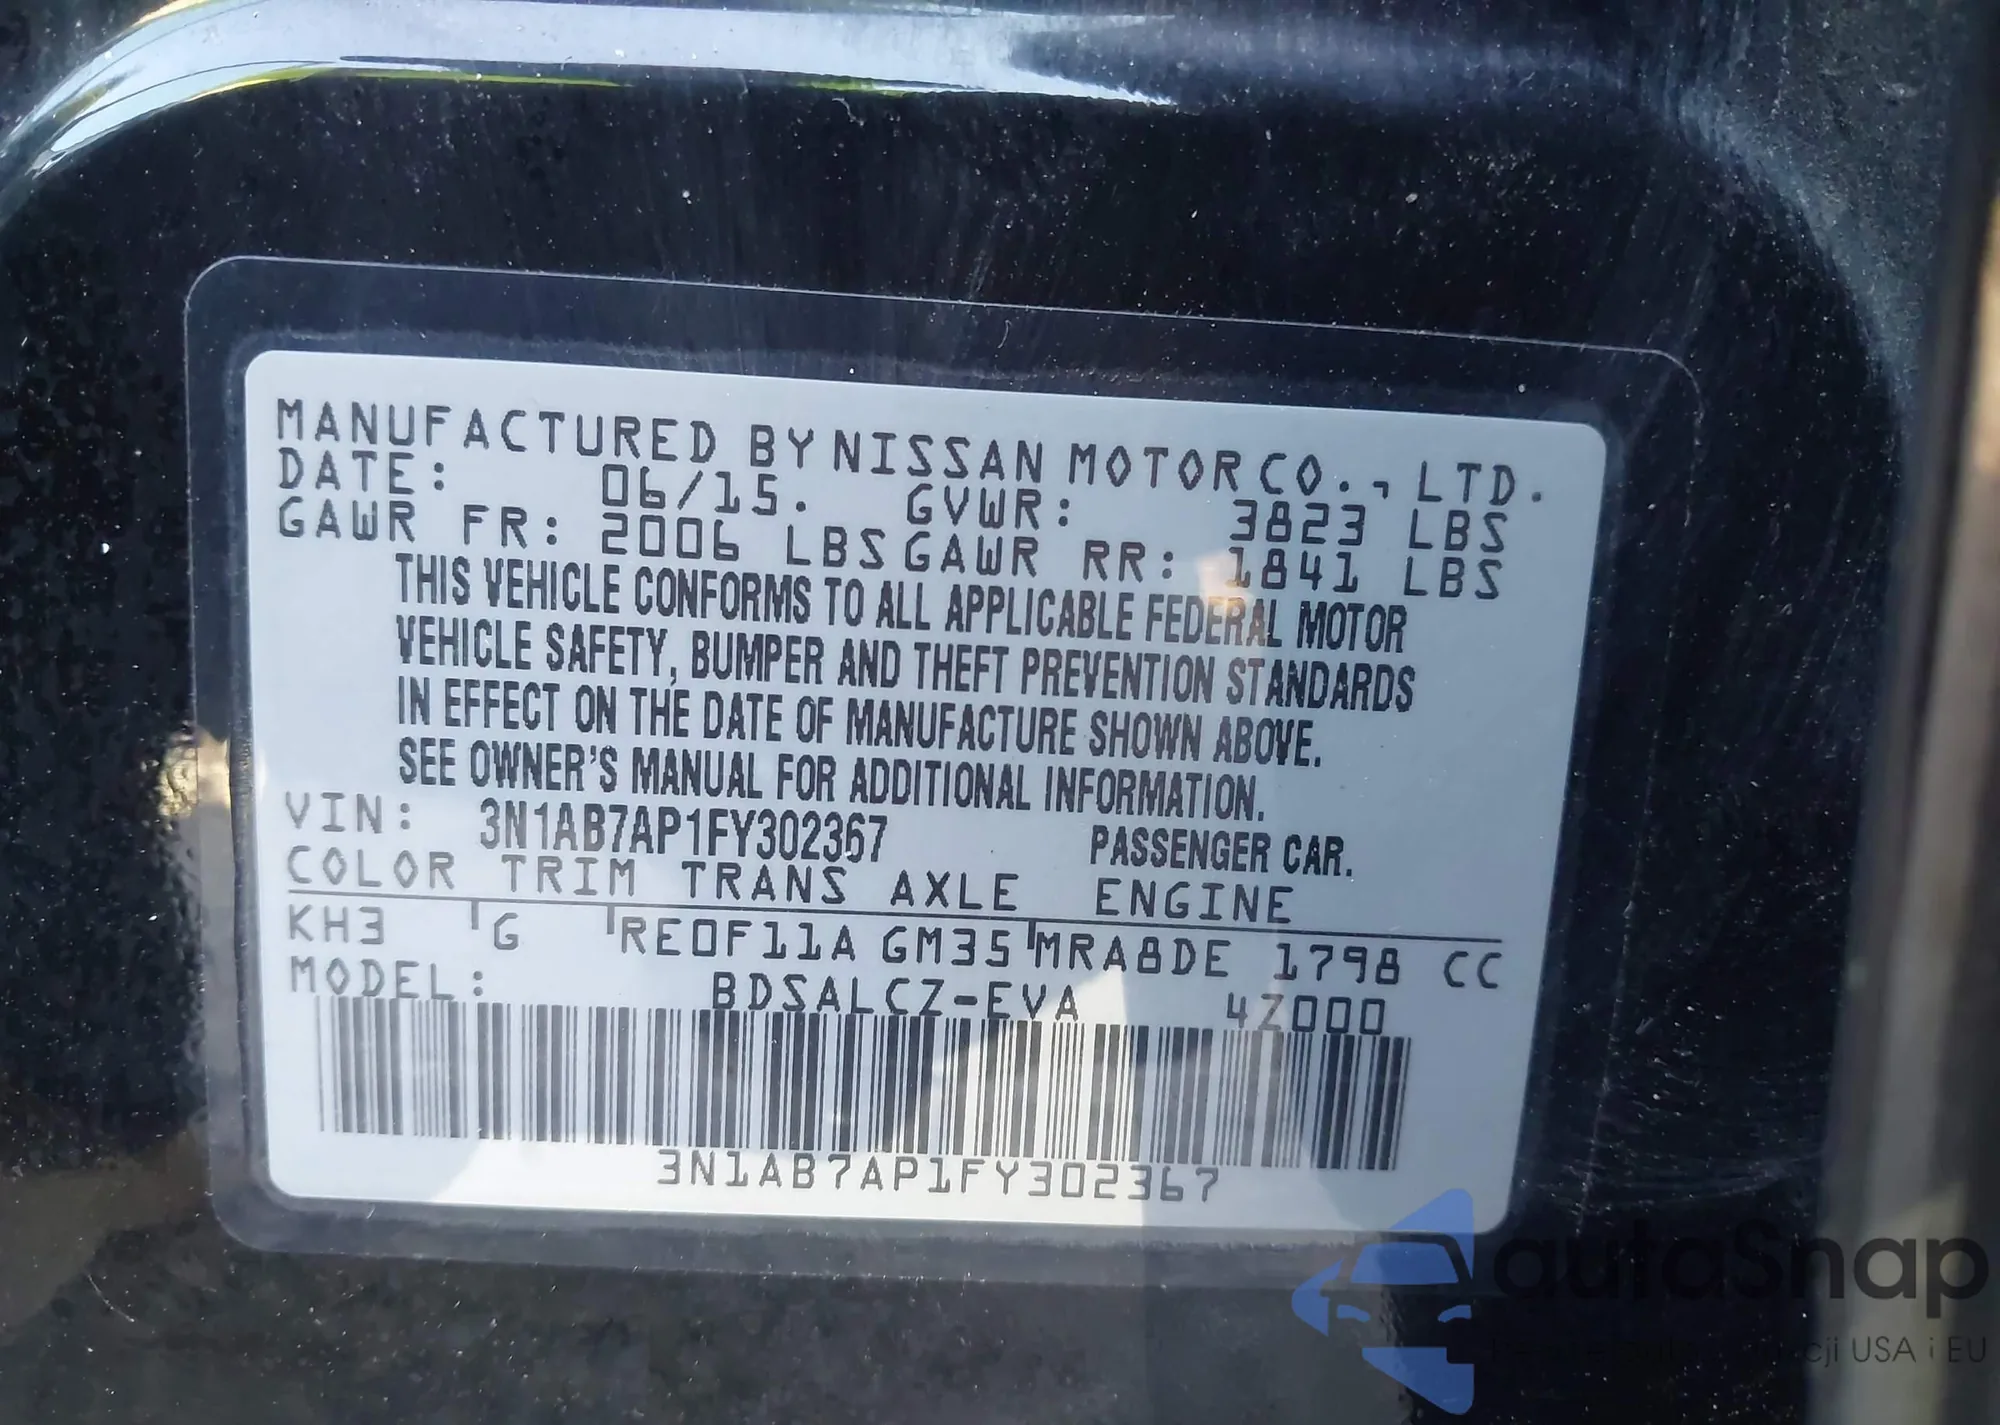 MANUFACTURED BY NISSAN MOTOR CO., LTD.
DATE: 06/15. GVWR: 3823 LBS
GAWR FR: 2006 LBS GAWR RR: 1841 LBS
THIS VEHICLE CONFORMS TO ALL APPLICABLE FEDERAL MOTOR
VEHICLE SAFETY, BUMPER AND THEFT PREVENTION STANDARDS
IN EFFECT ON THE DATE OF MANUFACTURE SHOWN ABOVE.
SEE OWNER'S MANUAL FOR ADDITIONAL INFORMATION.
VIN: 3N1AB7AP1FY302367 PASSENGER CAR.
COLOR TRIM TRANS AXLE ENGINE
KH3 G RE0F11A GM35 MRA8DE 1798 CC
MODEL: BDSALCZ-EVA 4Z000
3N1AB7AP1FY302367
autaSnap
USA i EU